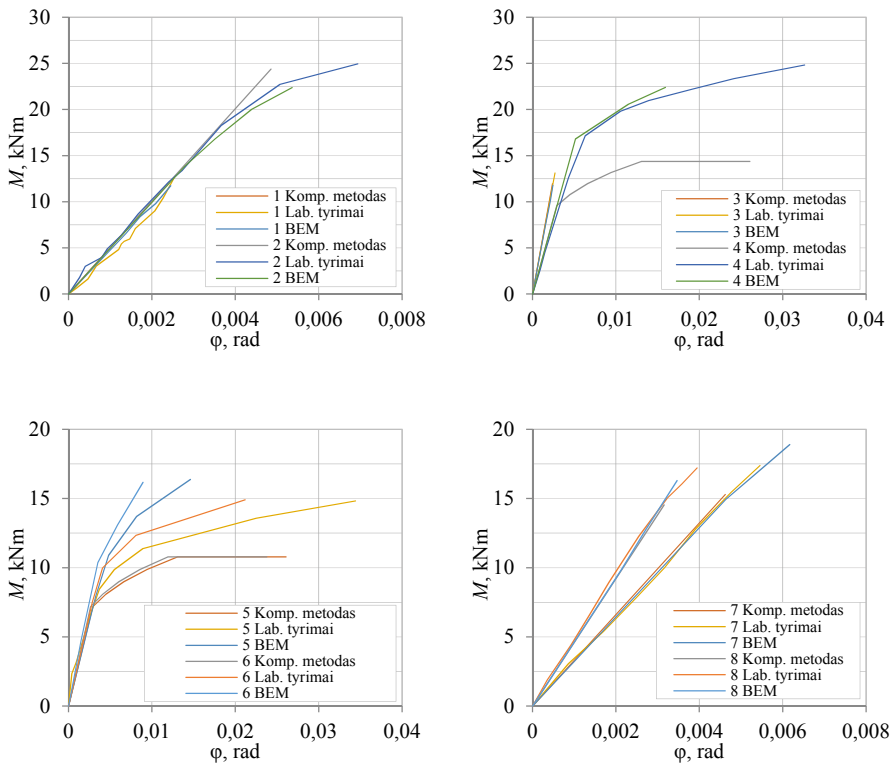 30
25
20
15
10
5
0
M, kNm
1 Komp. metodas
1 Lab. tyrimai
1 BEM
2 Komp. metodas
2 Lab. tyrimai
2 BEM
0 0,002 0,004 0,006 0,008
φ, rad
30
25
20
15
10
5
0
M, kNm
3 Komp. metodas
3 Lab. tyrimai
3 BEM
4 Komp. metodas
4 Lab. tyrimai
4 BEM
0 0,01 0,02 0,03 0,04
φ, rad
20
15
10
5
0
M, kNm
5 Komp. metodas
5 Lab. tyrimai
5 BEM
6 Komp. metodas
6 Lab. tyrimai
6 BEM
0 0,01 0,02 0,03 0,04
φ, rad
20
15
10
5
0
M, kNm
7 Komp. metodas
7 Lab. tyrimai
7 BEM
8 Komp. metodas
8 Lab. tyrimai
8 BEM
0 0,002 0,004 0,006 0,008
φ, rad